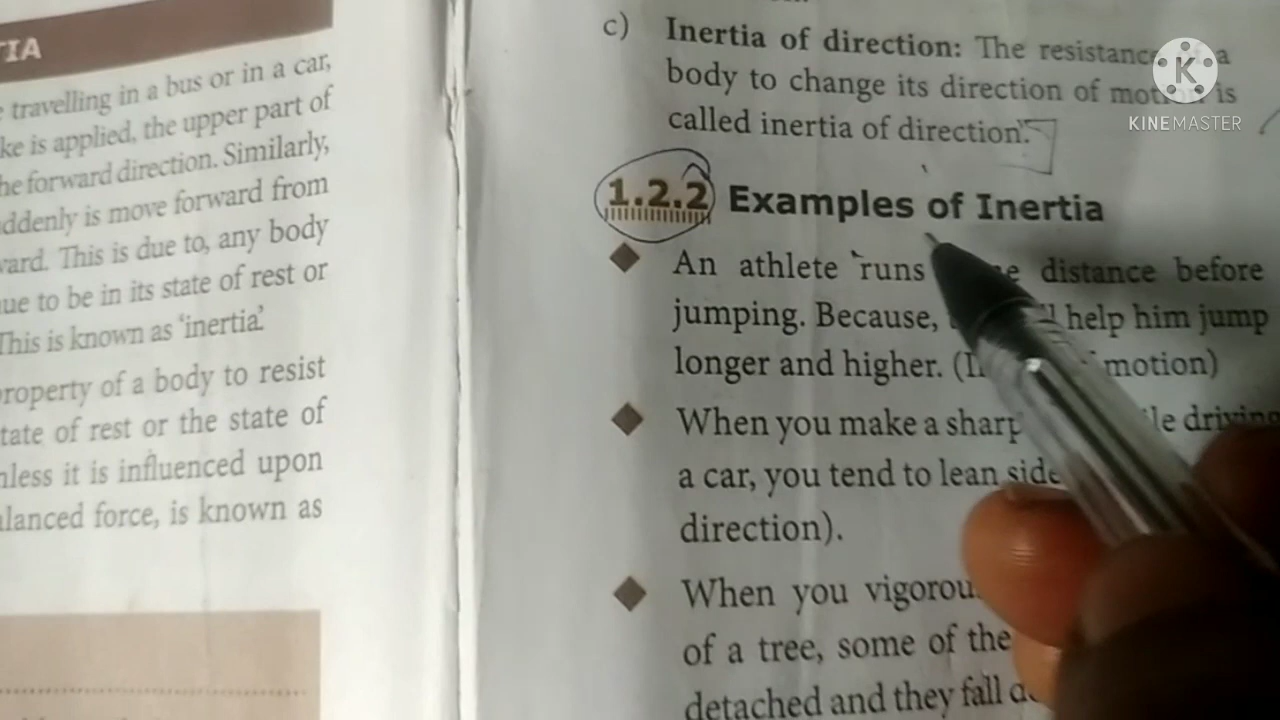 TIA
travelling in a bus or in a car,
ke is applied, the upper part of
he forward direction. Similarly,
ddenly is move forward from
ward. This is due to, any body
ue to be in its state of rest or
This is known as 'inertia'.
property of a body to resist
tate of rest or the state of
nless it is influenced upon
alanced force, is known as
c) Inertia of direction: The resistance a
body to change its direction of motion is
called inertia of direction.
1.2.2 Examples of Inertia
An athlete runs distance before
jumping. Because, help him jump
longer and higher. ( motion)
When you make a sharp driving
a car, you tend to lean
direction).
When you
of a tree, some of the
detached and they fall
K
KINEMASTER